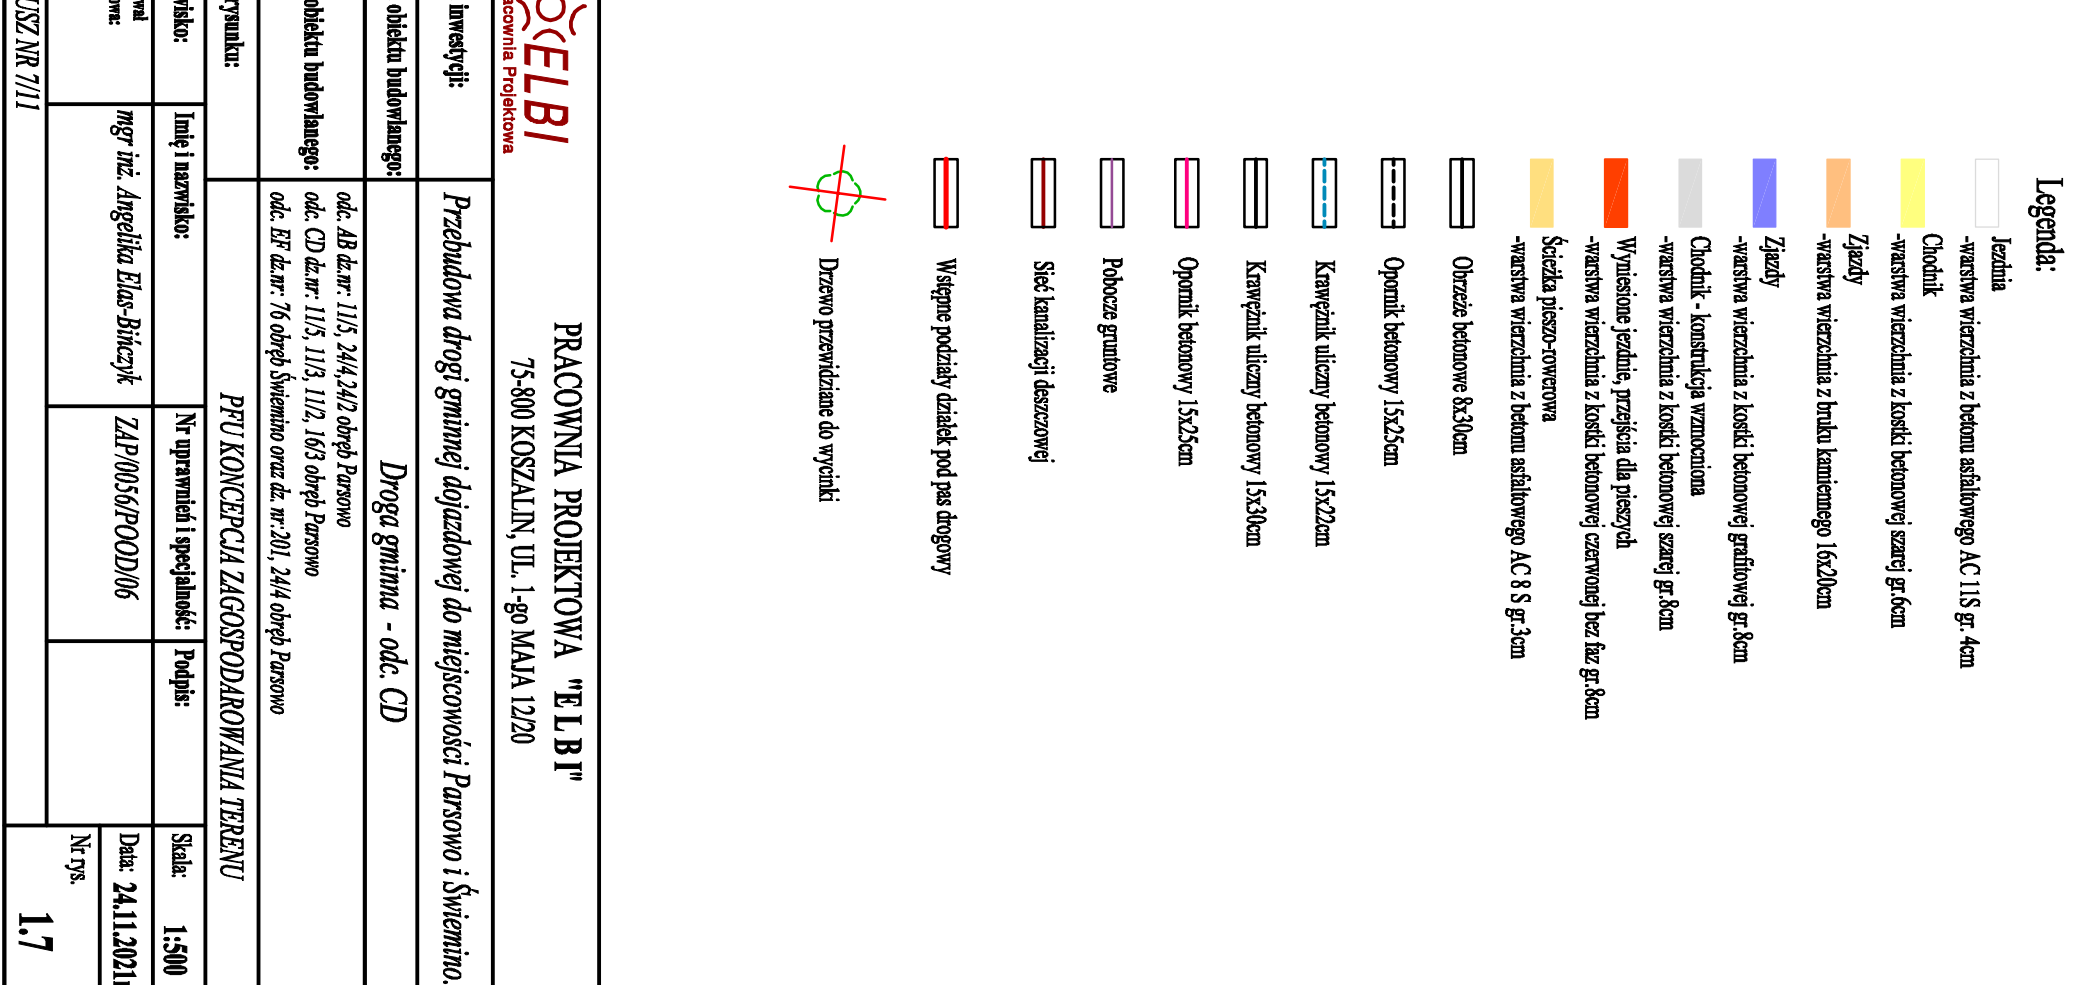 Legenda:
Jezdnia
-warstwa wierzchnia z betonu asfaltowego AC 11S gr. 4cm
Chodnik
-warstwa wierzchnia z kostki betonowej szarej gr.6cm
Zjazdy
-warstwa wierzchnia z bruku kamiennego 16x20cm
Zjazdy
-warstwa wierzchnia z kostki betonowej grafitowej gr.8cm
Chodnik - konstrukcja wzmocniona
-warstwa wierzchnia z kostki betonowej szarej gr.8cm
Wyniesione jezdnie, przejścia dla pieszych
-warstwa wierzchnia z kostki betonowej czerwonej bez faz gr.8cm
Ścieżka pieszo-rowerowa
-warstwa wierzchnia z betonu asfaltowego AC 8 S gr.3cm
Obrzeże betonowe 8x30cm
Opornik betonowy 15x25cm
Krawężnik uliczny betonowy 15x22cm
Krawężnik uliczny betonowy 15x30cm
Opornik betonowy 15x25cm
Pobocze gruntowe
Sieć kanalizacji deszczowej
Wstępne podziały działek pod pas drogowy
Drzewo przewidziane do wycinki
ELBI
acownia Projektowa
PRACOWNIA PROJEKTOWA "E L B I"
75-800 KOSZALIN, UL. 1-go MAJA 12/20
inwestycji:
Przebudowa drogi gminnej dojazdowej do miejscowości Parsowo i Świemino.
obiektu budowlanego:
Droga gminna - odc. CD
obiektu budowlanego:
odc. AB dz.nr: 11/5, 24/4,24/2 obręb Parsowo
odc. CD dz.nr: 11/5, 11/3, 11/2, 16/3 obręb Parsowo
odc. EF dz.nr: 76 obręb Świemino oraz dz. nr:201, 24/4 obręb Parsowo
rysunku:
PFU KONCEPCJA ZAGOSPODAROWANIA TERENU
wisko: Imię i nazwisko: Nr uprawnień i specjalność: Podpis: Skala: 1:500
wał
owa:
mgr inż. Angelika Elas-Bińczyk ZAP/0056/POOD/06 Data: 24.11.2021r
Nr rys.
1.7
USZ NR 7/11